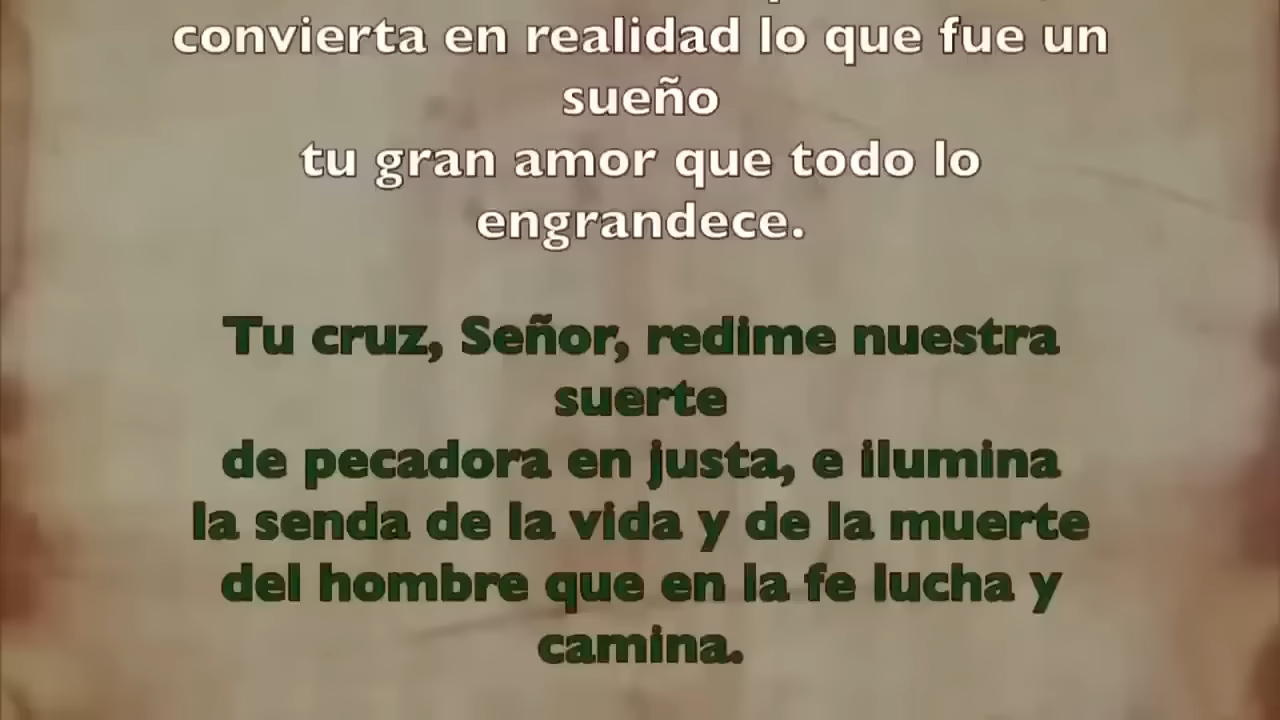 convierta en realidad lo que fue un
sueño
tu gran amor que todo lo
engrandece.
Tu cruz, Señor, redime nuestra
suerte
de pecadora en justa, e ilumina
la senda de la vida y de la muerte
del hombre que en la fe lucha y
camina.